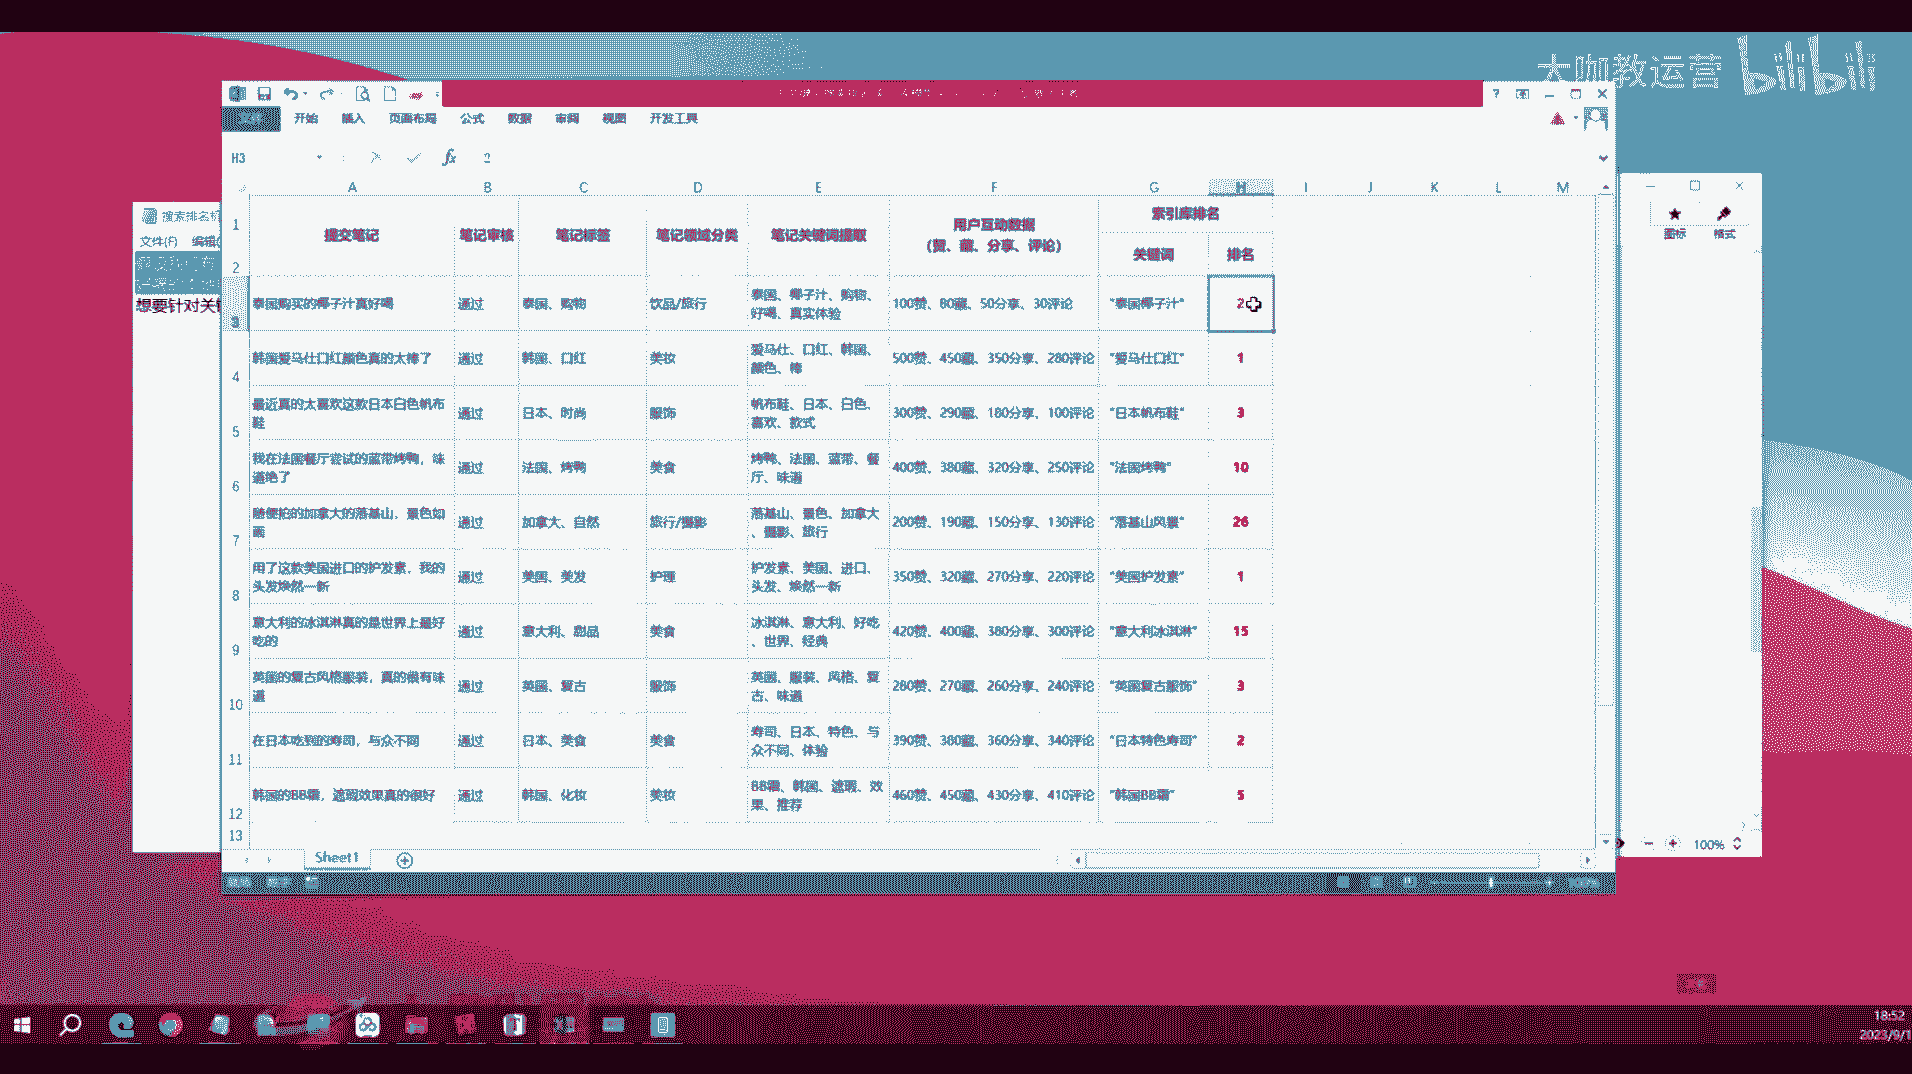 大咖教运营 bilibili
开始 插入 页面布局 公式 数据 审阅 视图 开发工具
H3 fx 2
A B C D E F G H I J K L M
搜索排名机
文件(F) 编辑(
想要针对关键
图标 格式
1
2
提交笔记 笔记审核 笔记标签 笔记领域分类 笔记关键词提取
用户互动数据
（赞、藏、分享、评论）
索引库排名
关键词 排名
3
泰国购买的椰子汁真好喝 通过 泰国、购物 饮品/旅行
泰国、椰子汁、购物、
好喝、真实体验
100赞、80藏、50分享、30评论 "泰国椰子汁" 2
4
韩国爱马仕口红颜色真的太棒了 通过 韩国、口红 美妆
爱马仕、口红、韩国、
颜色、棒
500赞、450藏、350分享、280评论 "爱马仕口红" 1
5
最近真的太喜欢这款日本白色帆布
鞋
通过 日本、时尚 服饰
帆布鞋、日本、白色、
喜欢、款式
300赞、290藏、180分享、100评论 "日本帆布鞋" 3
6
我在法国餐厅尝试的蓝带烤鸭，味
道绝了
通过 法国、烤鸭 美食
烤鸭、法国、蓝带、餐
厅、味道
400赞、380藏、320分享、250评论 "法国烤鸭" 10
7
随便拍的加拿大的落基山，景色如
画
通过 加拿大、自然 旅行/摄影
落基山、景色、加拿大
、摄影、旅行
200赞、190藏、150分享、130评论 "落基山风景" 26
8
用了这款美国进口的护发素，我的
头发焕然一新
通过 美国、美发 护理
护发素、美国、进口、
头发、焕然一新
350赞、320藏、270分享、220评论 "美国护发素" 1
9
意大利的冰淇淋真的是世界上最好
吃的
通过 意大利、甜品 美食
冰淇淋、意大利、好吃
、世界、经典
420赞、400藏、380分享、300评论 "意大利冰淇淋" 15
10
英国的复古风格服装，真的很有味
道
通过 英国、复古 服饰
英国、服装、风格、复
古、味道
280赞、270藏、260分享、240评论 "英国复古服饰" 3
11
在日本吃到的寿司，与众不同 通过 日本、美食 美食
寿司、日本、特色、与
众不同、体验
390赞、380藏、360分享、340评论 "日本特色寿司" 2
12
韩国的BB霜，遮瑕效果真的很好 通过 韩国、化妆 美妆
BB霜、韩国、遮瑕、效
果、推荐
460赞、450藏、430分享、410评论 "韩国BB霜" 5
13
Sheet1
100%
18:52
2023/9/1